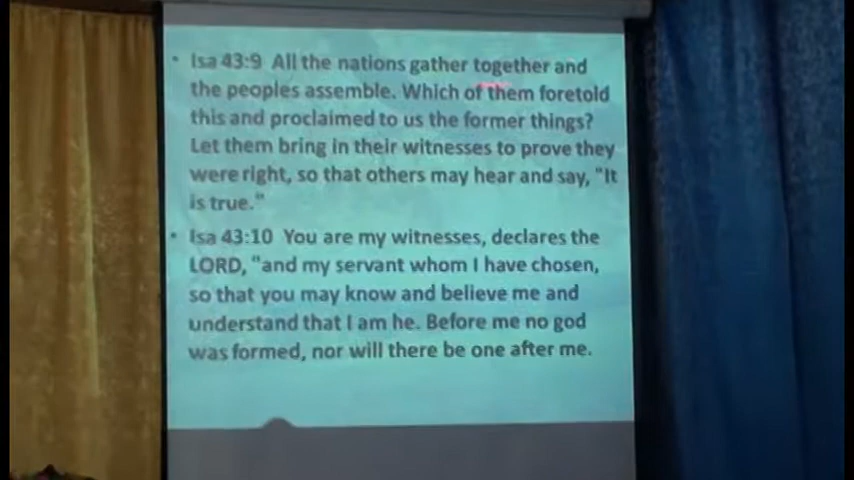 • Isa 43:9 All the nations gather together and
the peoples assemble. Which of them foretold
this and proclaimed to us the former things?
Let them bring in their witnesses to prove they
were right, so that others may hear and say, "It
is true."
• Isa 43:10 You are my witnesses, declares the
LORD, "and my servant whom I have chosen,
so that you may know and believe me and
understand that I am he. Before me no god
was formed, nor will there be one after me.